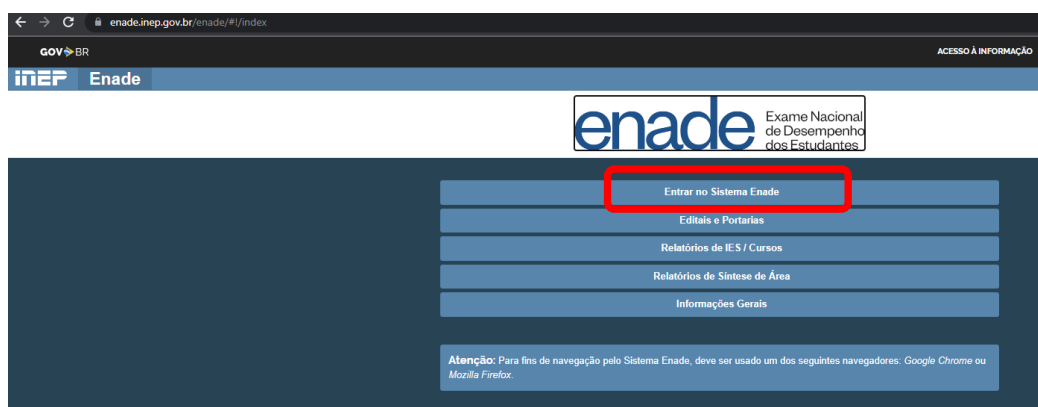 enade.inep.gov.br/enade/#!/index
GOV BR
ACESSO À INFORMAÇÃO
inep Enade
enade Exame Nacional
de Desempenho
dos Estudantes
Entrar no Sistema Enade
Editais e Portarias
Relatórios de IES / Cursos
Relatórios de Síntese de Área
Informações Gerais
Atenção: Para fins de navegação pelo Sistema Enade, deve ser usado um dos seguintes navegadores: Google Chrome ou
Mozilla Firefox.